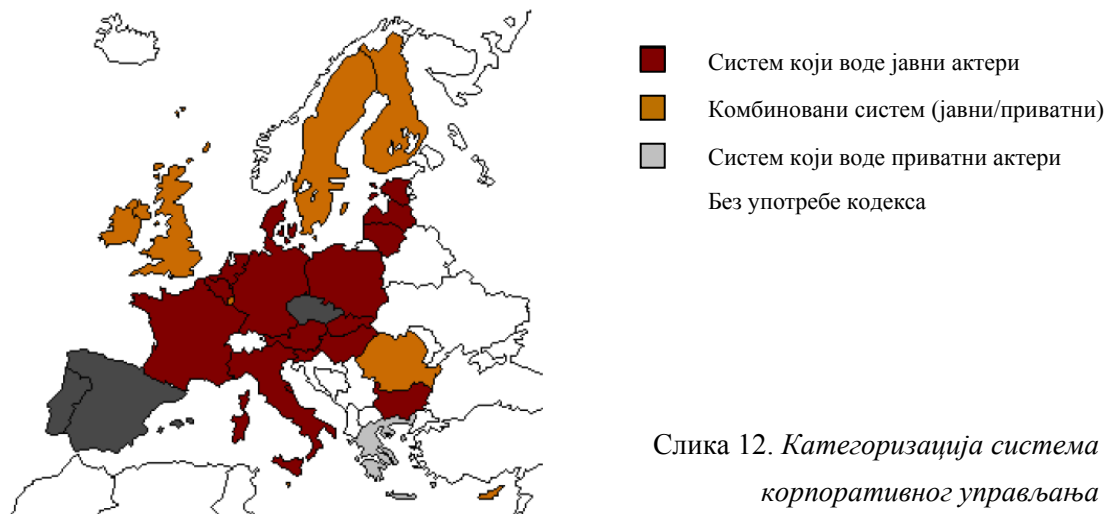 Систем који воде јавни актери
Комбиновани систем (јавни/приватни)
Систем који воде приватни актери
Без употребе кодекса
Слика 12. Категоризација система
корпоративног управљања